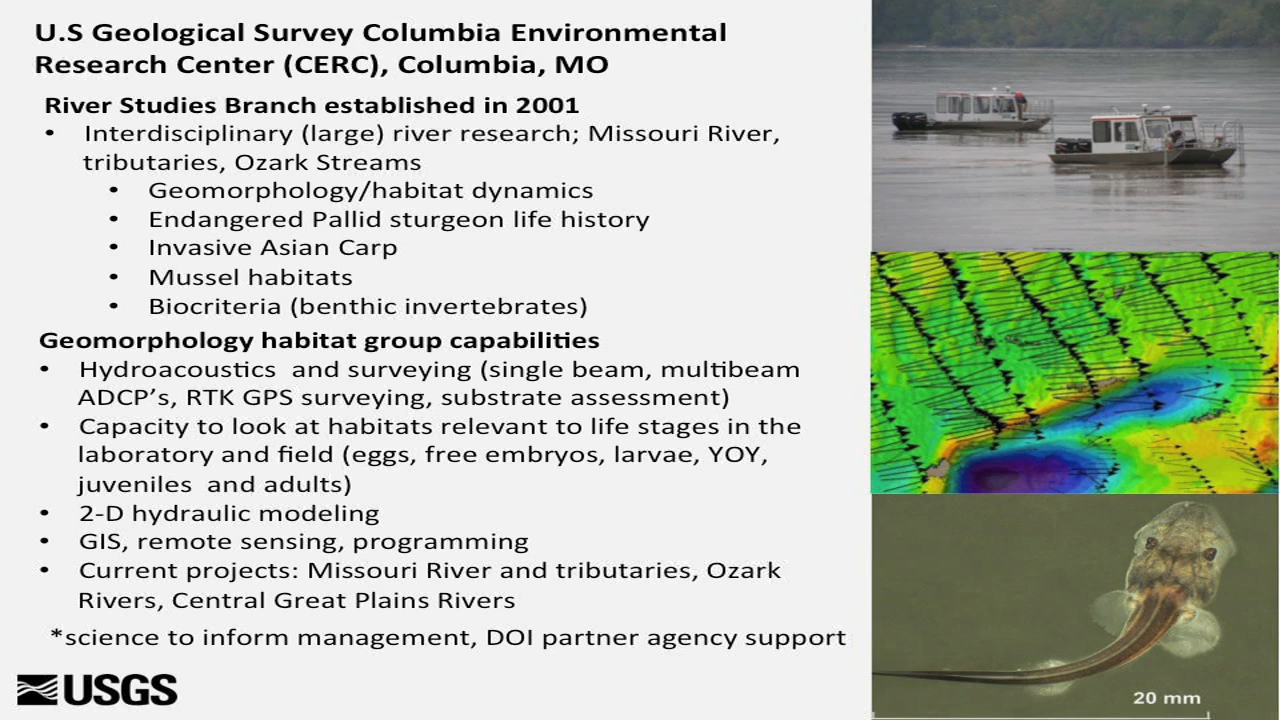 U.S Geological Survey Columbia Environmental
Research Center (CERC), Columbia, MO
River Studies Branch established in 2001
• Interdisciplinary (large) river research; Missouri River,
tributaries, Ozark Streams
• Geomorphology/habitat dynamics
• Endangered Pallid sturgeon life history
• Invasive Asian Carp
• Mussel habitats
• Biocriteria (benthic invertebrates)
Geomorphology habitat group capabilities
• Hydroacoustics and surveying (single beam, multibeam
ADCP’s, RTK GPS surveying, substrate assessment)
• Capacity to look at habitats relevant to life stages in the
laboratory and field (eggs, free embryos, larvae, YOY,
juveniles and adults)
• 2-D hydraulic modeling
• GIS, remote sensing, programming
• Current projects: Missouri River and tributaries, Ozark
Rivers, Central Great Plains Rivers
*science to inform management, DOI partner agency support
USGS
20 mm